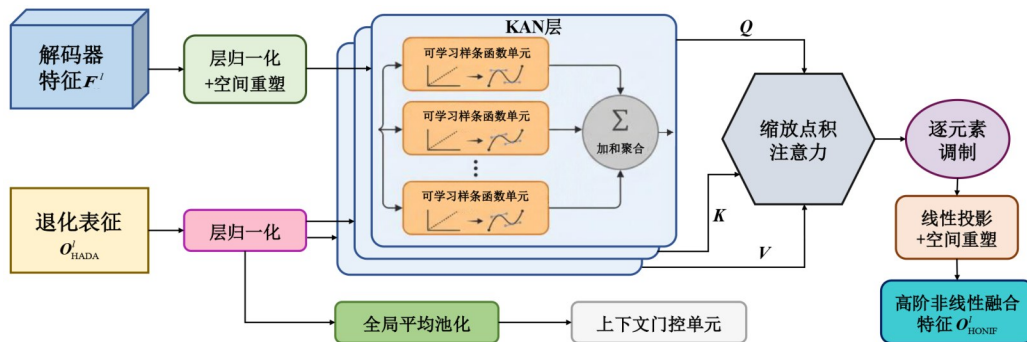 解码器
特征F^l
层归一化
+空间重塑
KAN层
可学习样条函数单元
可学习样条函数单元
⋮
可学习样条函数单元
Σ
加和聚合
Q
K
V
缩放点积
注意力
逐元素
调制
线性投影
+空间重塑
高阶非线性融合
特征O^l_HONIF
退化表征
O^l_HADA
层归一化
全局平均池化
上下文门控单元